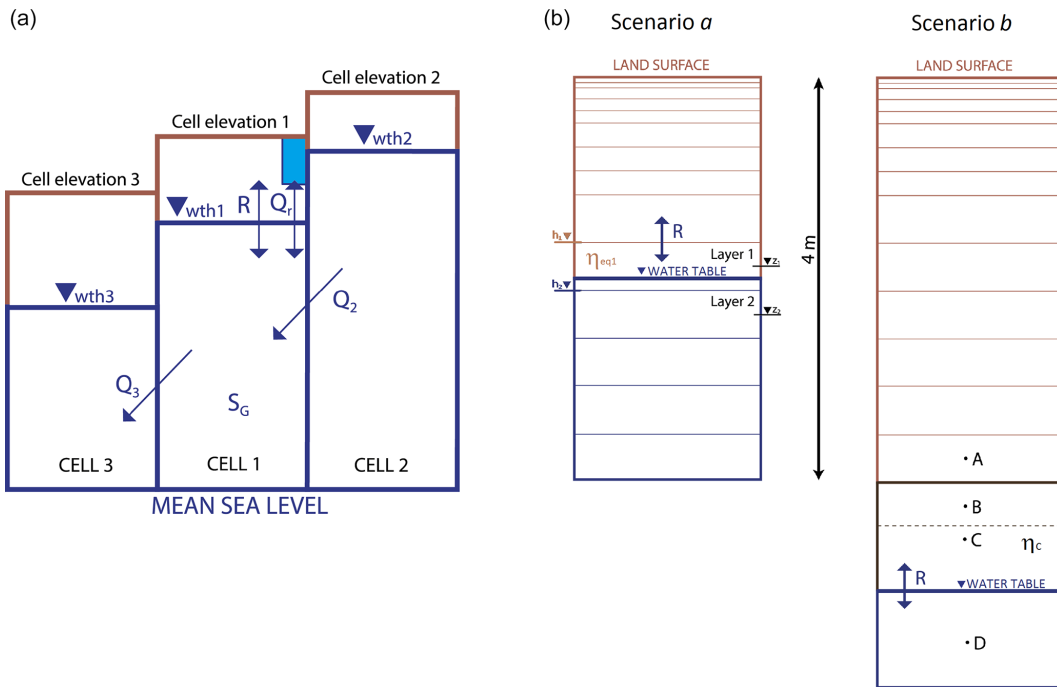 (a)
Cell elevation 2
Cell elevation 1
wth2
Cell elevation 3
R
Qr
wth1
wth3
Q2
Q3
SG
CELL 3
CELL 1
CELL 2
MEAN SEA LEVEL
(b)
Scenario a
LAND SURFACE
R
h₁
Layer 1
ηeq1
z₁
WATER TABLE
h₂
Layer 2
z₂
4 m
Scenario b
LAND SURFACE
A
B
C
ηc
R
WATER TABLE
D